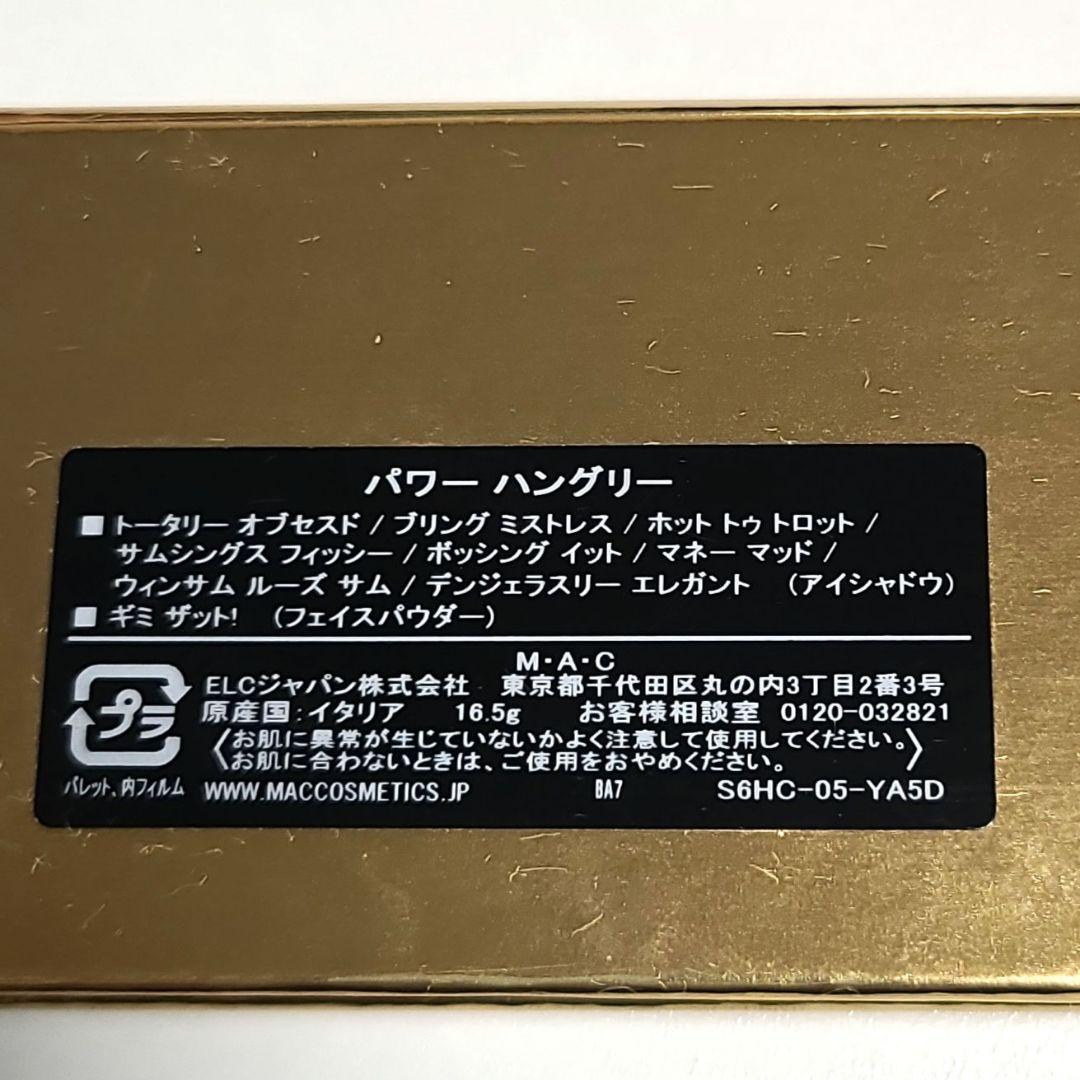 パワー ハングリー
■ トータリー オブセスド / ブリング ミストレス / ホット トゥ トロット /
サムシングス フィッシー / ボッシング イット / マネー マッド /
ウィンサム ルーズ サム / デンジェラスリー エレガント （アイシャドウ）
■ ギミ ザット! （フェイスパウダー）
M・A・C
ELCジャパン株式会社 東京都千代田区丸の内3丁目2番3号
原産国:イタリア 16.5g お客様相談室 0120-032821
〈お肌に異常が生じていないかよく注意して使用してください。
お肌に合わないときは、ご使用をおやめください。〉
プラ
パレット、内フィルム
WWW.MACCOSMETICS.JP BA7 S6HC-05-YA5D